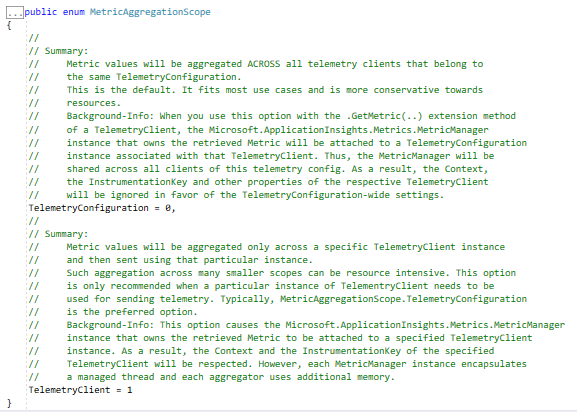 ...public enum MetricAggregationScope
{
//
// Summary:
//     Metric values will be aggregated ACROSS all telemetry clients that belong to
//     the same TelemetryConfiguration.
//     This is the default. It fits most use cases and is more conservative towards
//     resources.
//     Background-Info: When you use this option with the .GetMetric(..) extension method
//     of a TelemetryClient, the Microsoft.ApplicationInsights.Metrics.MetricManager
//     instance that owns the retrieved Metric will be attached to a TelemetryConfiguration
//     instance associated with that TelemetryClient. Thus, the MetricManager will be
//     shared across all clients of this telemetry config. As a result, the Context,
//     the InstrumentationKey and other properties of the respective TelemetryClient
//     will be ignored in favor of the TelemetryConfiguration-wide settings.
TelemetryConfiguration = 0,
//
// Summary:
//     Metric values will be aggregated only across a specific TelemetryClient instance
//     and then sent using that particular instance.
//     Such aggregation across many smaller scopes can be resource intensive. This option
//     is only recommended when a particular instance of TelementryClient needs to be
//     used for sending telemetry. Typically, MetricAggregationScope.TelemetryConfiguration
//     is the preferred option.
//     Background-Info: This option causes the Microsoft.ApplicationInsights.Metrics.MetricManager
//     instance that owns the retrieved Metric to be attached to a specified TelemetryClient
//     instance. As a result, the Context and the InstrumentationKey of the specified
//     TelemetryClient will be respected. However, each MetricManager instance encapsulates
//     a managed thread and each aggregator uses additional memory.
TelemetryClient = 1
}